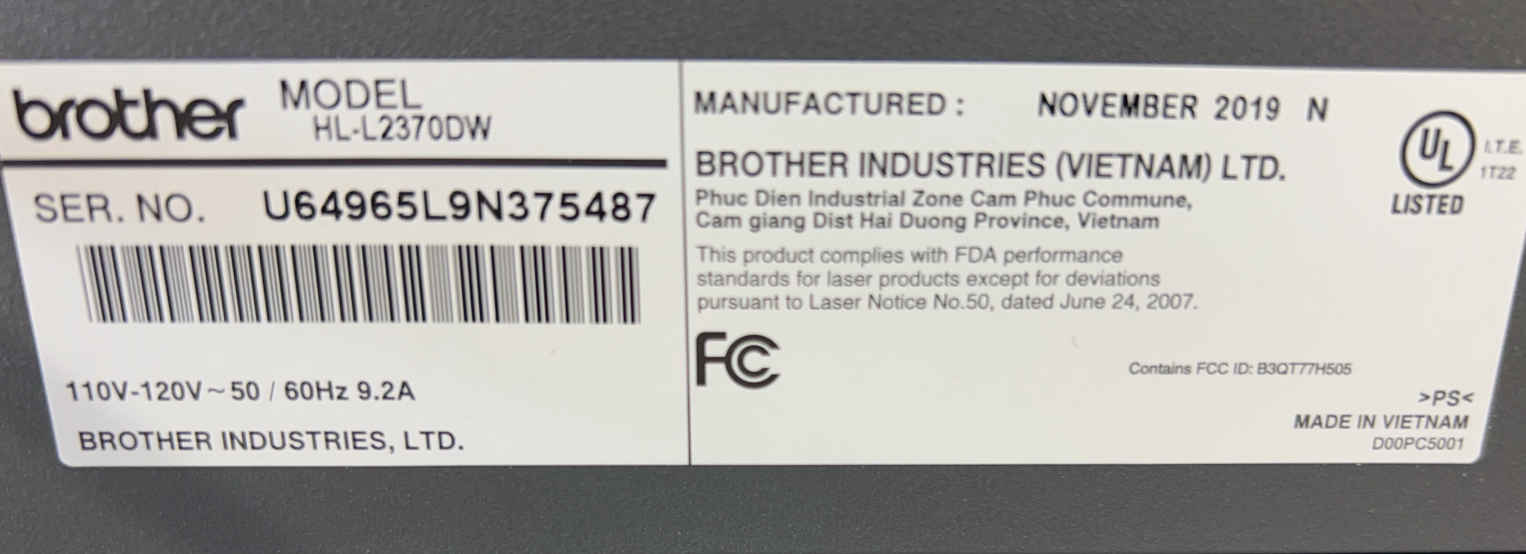 brother
MODEL
HL-L2370DW
SER. NO. U64965L9N375487
110V-120V~50 / 60Hz 9.2A
BROTHER INDUSTRIES, LTD.
MANUFACTURED : NOVEMBER 2019 N
BROTHER INDUSTRIES (VIETNAM) LTD.
Phuc Dien Industrial Zone Cam Phuc Commune,
Cam giang Dist Hai Duong Province, Vietnam
This product complies with FDA performance
standards for laser products except for deviations
pursuant to Laser Notice No.50, dated June 24, 2007.
UL
I.T.E.
1T22
LISTED
FC
Contains FCC ID: B3QT77H505
>PS<
MADE IN VIETNAM
D00PC5001